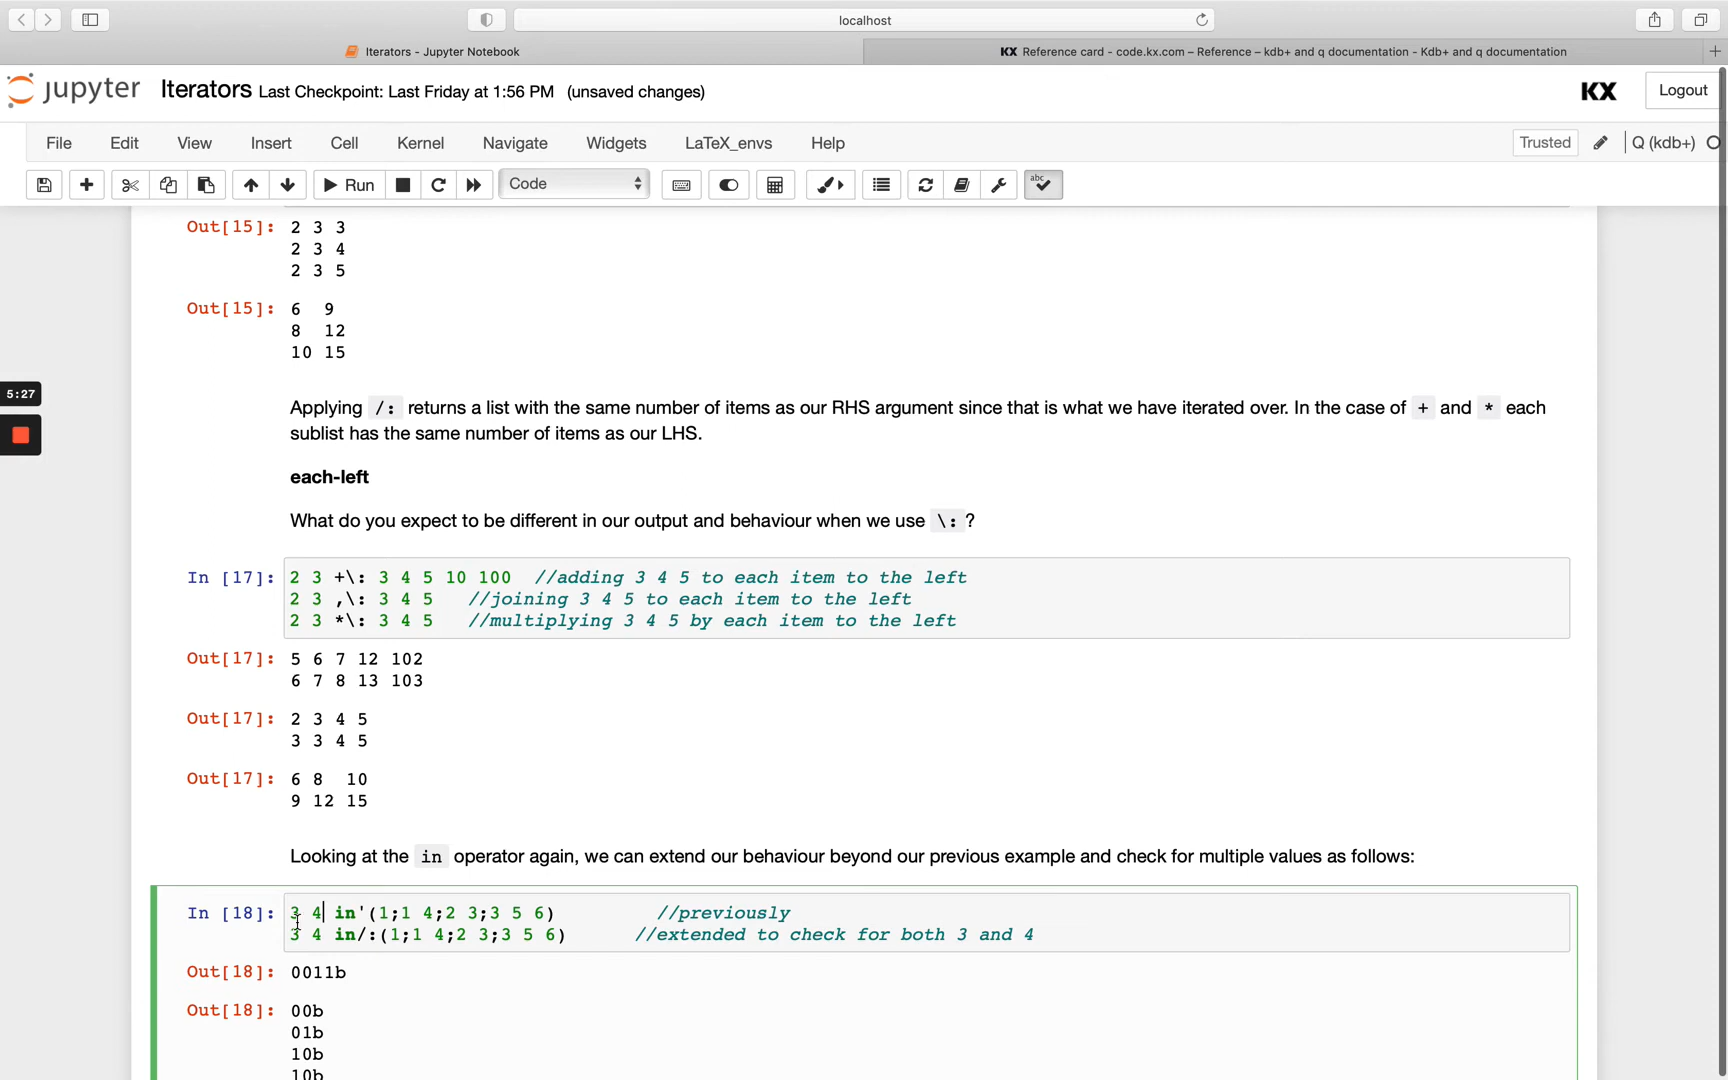 localhost
Iterators - Jupyter Notebook
KX Reference card - code.kx.com – Reference – kdb+ and q documentation - Kdb+ and q documentation
jupyter Iterators Last Checkpoint: Last Friday at 1:56 PM (unsaved changes) KX Logout
File Edit View Insert Cell Kernel Navigate Widgets LaTeX_envs Help Trusted Q (kdb+)
Run Code abc
Out[15]: 2 3 3
2 3 4
2 3 5
Out[15]: 6 9
8 12
10 15
5:27
Applying /: returns a list with the same number of items as our RHS argument since that is what we have iterated over. In the case of + and * each
sublist has the same number of items as our LHS.
each-left
What do you expect to be different in our output and behaviour when we use \: ?
In [17]: 2 3 +\: 3 4 5 10 100 //adding 3 4 5 to each item to the left
2 3 ,\: 3 4 5 //joining 3 4 5 to each item to the left
2 3 *\: 3 4 5 //multiplying 3 4 5 by each item to the left
Out[17]: 5 6 7 12 102
6 7 8 13 103
Out[17]: 2 3 4 5
3 3 4 5
Out[17]: 6 8 10
9 12 15
Looking at the in operator again, we can extend our behaviour beyond our previous example and check for multiple values as follows:
In [18]: 3 4 in'(1;1 4;2 3;3 5 6) //previously
3 4 in/:(1;1 4;2 3;3 5 6) //extended to check for both 3 and 4
Out[18]: 0011b
Out[18]: 00b
01b
10b
10b